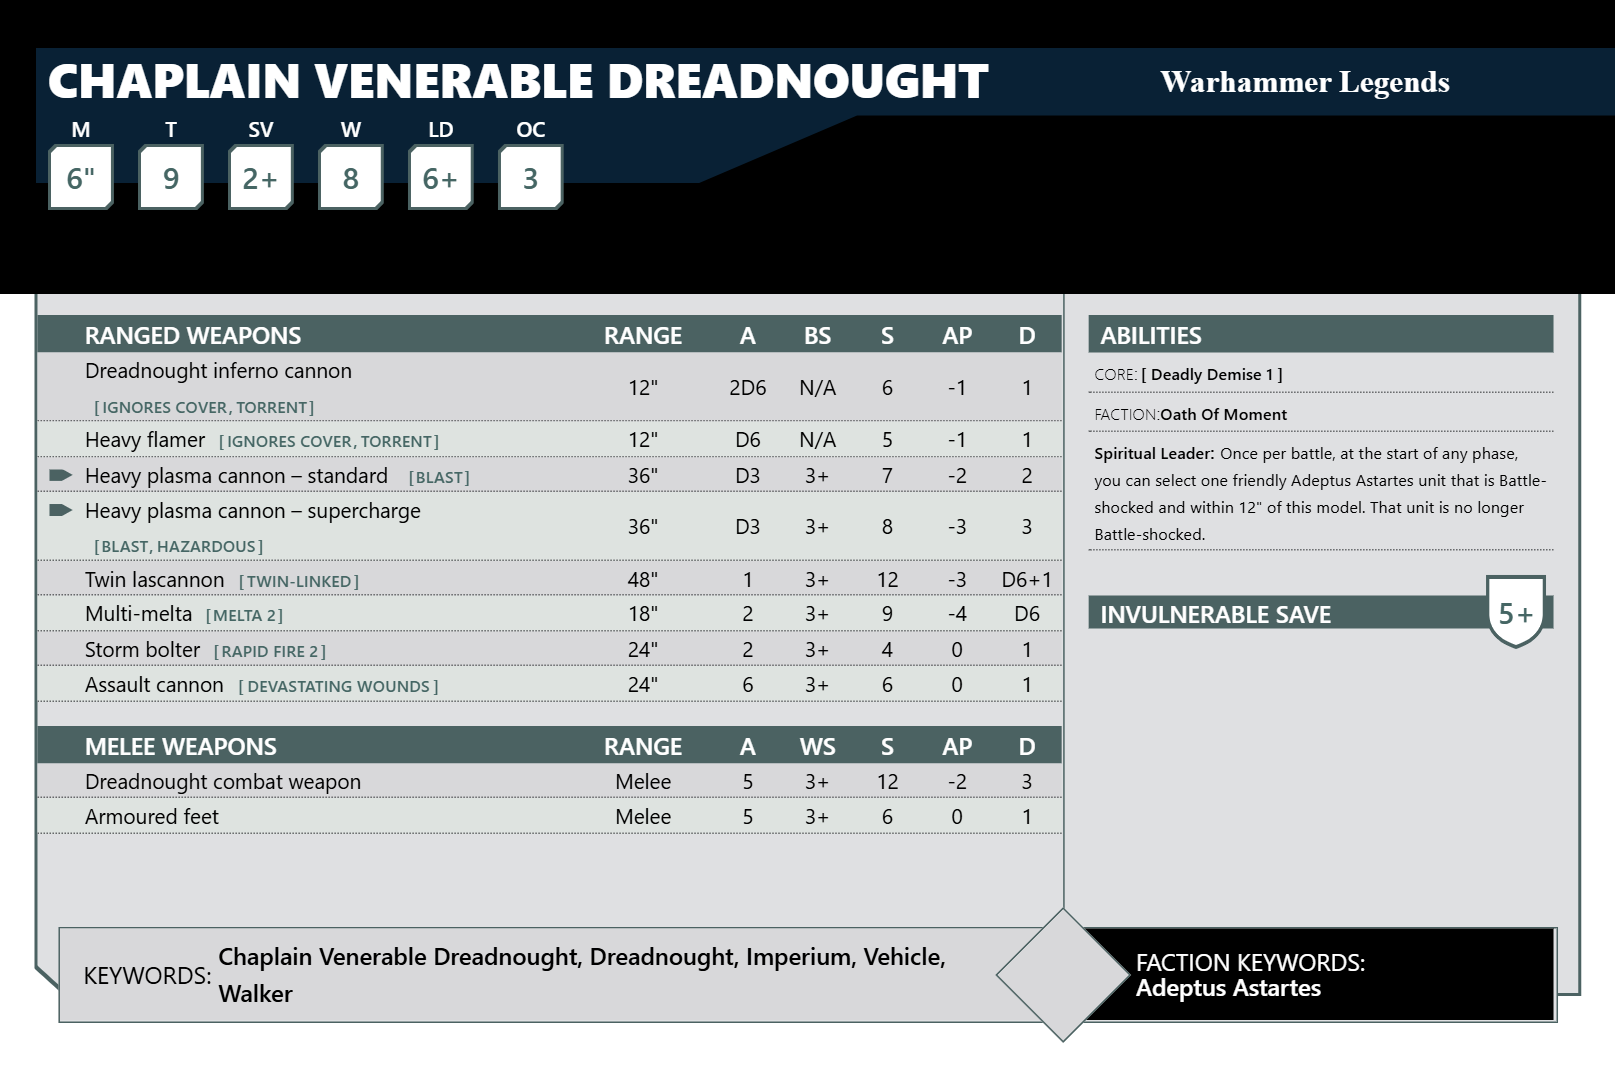 CHAPLAIN VENERABLE DREADNOUGHT
Warhammer Legends
M T SV W LD OC
6" 9 2+ 8 6+ 3
RANGED WEAPONS RANGE A BS S AP D
Dreadnought inferno cannon
[IGNORES COVER, TORRENT] 12" 2D6 N/A 6 -1 1
Heavy flamer [IGNORES COVER, TORRENT] 12" D6 N/A 5 -1 1
Heavy plasma cannon – standard [BLAST] 36" D3 3+ 7 -2 2
Heavy plasma cannon – supercharge
[BLAST, HAZARDOUS] 36" D3 3+ 8 -3 3
Twin lascannon [TWIN-LINKED] 48" 1 3+ 12 -3 D6+1
Multi-melta [MELTA 2] 18" 2 3+ 9 -4 D6
Storm bolter [RAPID FIRE 2] 24" 2 3+ 4 0 1
Assault cannon [DEVASTATING WOUNDS] 24" 6 3+ 6 0 1
MELEE WEAPONS RANGE A WS S AP D
Dreadnought combat weapon Melee 5 3+ 12 -2 3
Armoured feet Melee 5 3+ 6 0 1
ABILITIES
CORE: [ Deadly Demise 1 ]
FACTION:Oath Of Moment
Spiritual Leader: Once per battle, at the start of any phase,
you can select one friendly Adeptus Astartes unit that is Battle-
shocked and within 12" of this model. That unit is no longer
Battle-shocked.
INVULNERABLE SAVE 5+
KEYWORDS: Chaplain Venerable Dreadnought, Dreadnought, Imperium, Vehicle,
Walker
FACTION KEYWORDS:
Adeptus Astartes